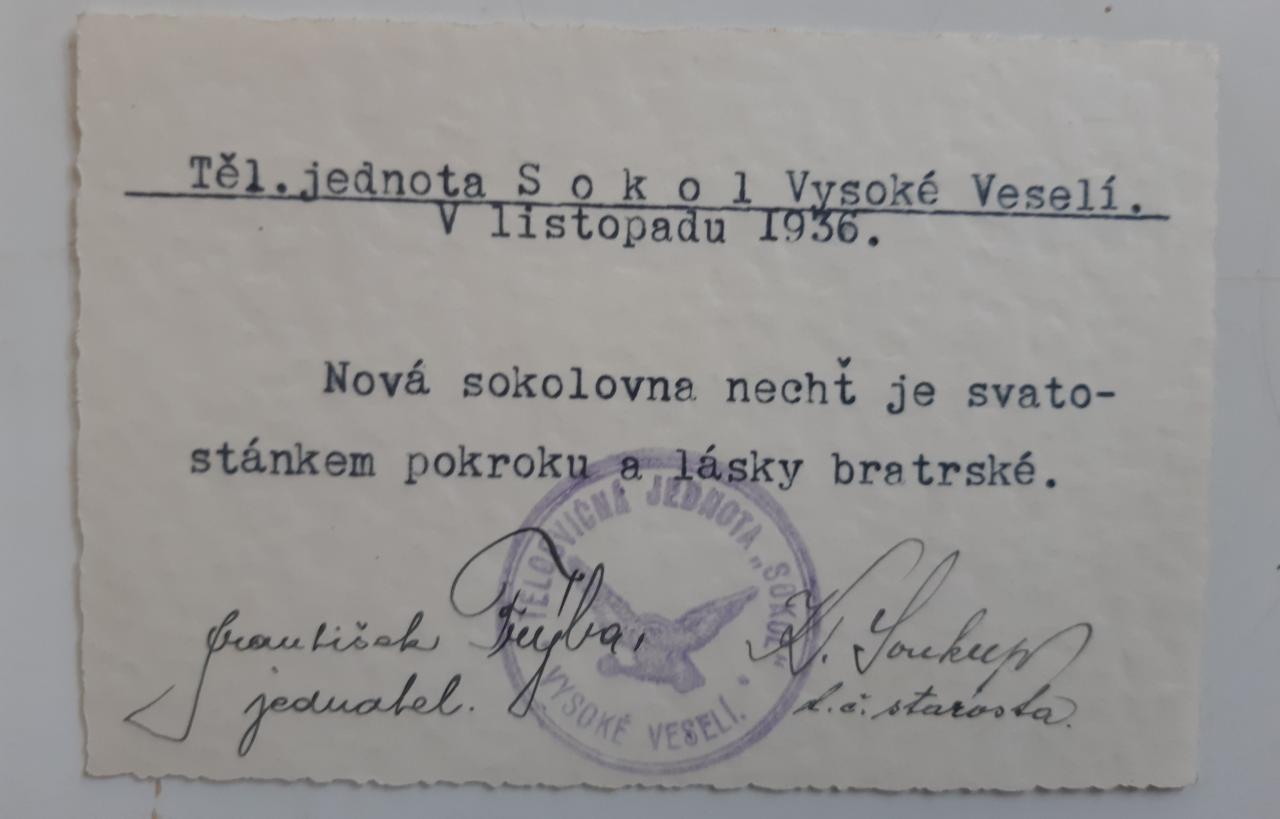 Těl.jednota S o k o l Vysoké Veselí.
V listopadu 1936.
Nová sokolovna nechť je svato-
stánkem pokroku a lásky bratrské.
TĚLOCVIČNÁ JEDNOTA „SOKOL“
VYSOKÉ VESELÍ.
František
jednatel.
K. Soukup
t.č. starosta.